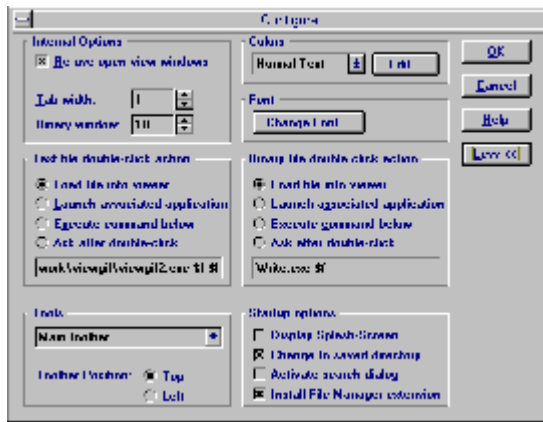 Configure
Internal Options
Re-use open view windows
Tab width:
Binary window:
Colors
Normal Text
Edit
Font
Change Font
OK
Cancel
Help
Less <<
Text file double-click action
Load file into viewer
Launch associated application
Execute command below
Ask after double-click
Binary file double click action
Load file into viewer
Launch associated application
Execute command below
Ask after double-click
Write.exe
Tools
Main toolbar
Toolbar Position:
Top
Left
Startup options
Display Splash-Screen
Change to saved directory
Activate search dialog
Install File Manager extension